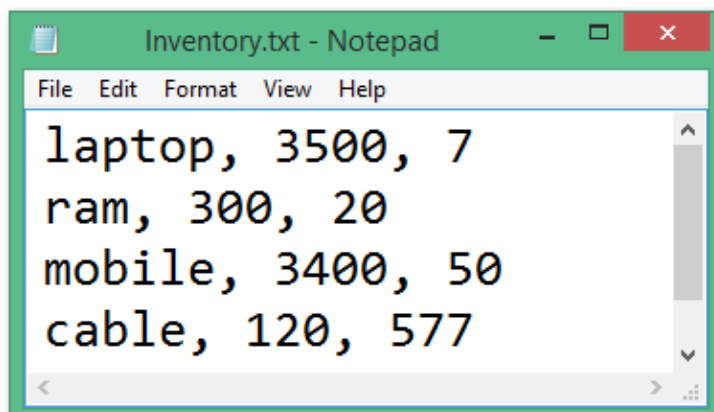 Inventory.txt - Notepad
File Edit Format View Help
laptop, 3500, 7
ram, 300, 20
mobile, 3400, 50
cable, 120, 577